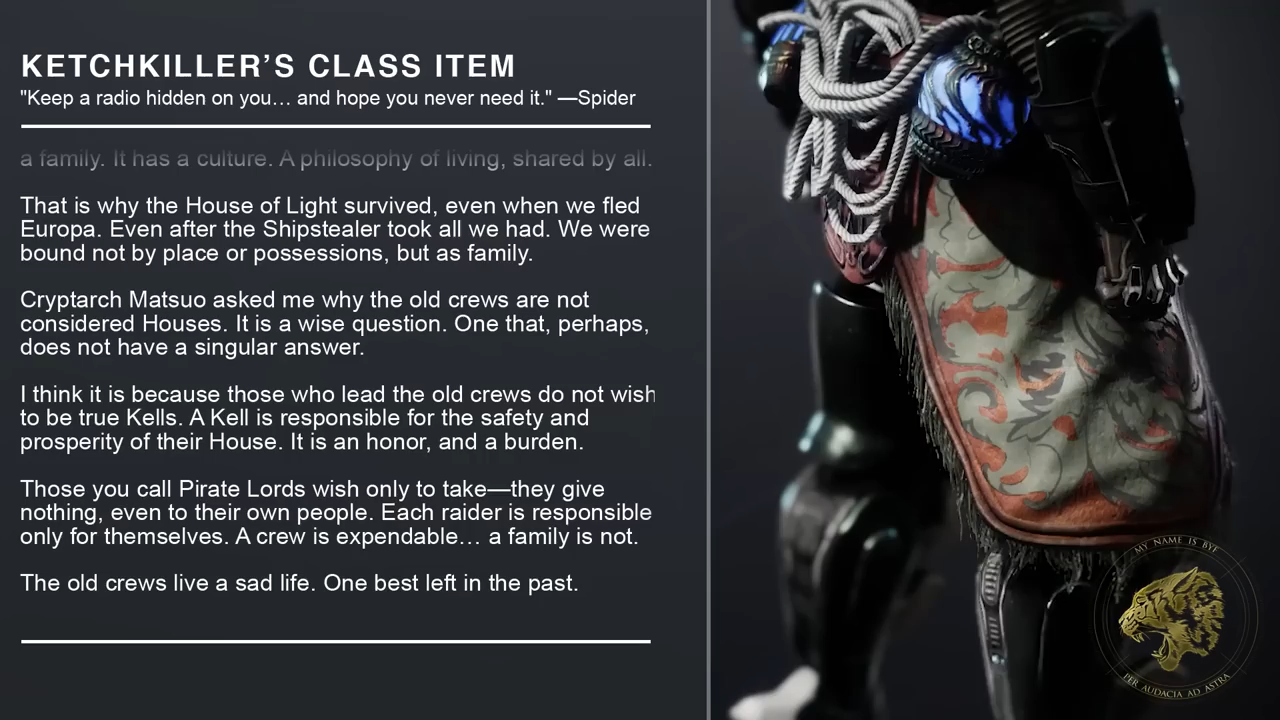 KETCHKILLER'S CLASS ITEM
"Keep a radio hidden on you… and hope you never need it." —Spider
a family. It has a culture. A philosophy of living, shared by all.
That is why the House of Light survived, even when we fled
Europa. Even after the Shipstealer took all we had. We were
bound not by place or possessions, but as family.
Cryptarch Matsuo asked me why the old crews are not
considered Houses. It is a wise question. One that, perhaps,
does not have a singular answer.
I think it is because those who lead the old crews do not wish
to be true Kells. A Kell is responsible for the safety and
prosperity of their House. It is an honor, and a burden.
Those you call Pirate Lords wish only to take—they give
nothing, even to their own people. Each raider is responsible
only for themselves. A crew is expendable… a family is not.
The old crews live a sad life. One best left in the past.
MY NAME IS BYF
PER AUDACIA AD ASTRA